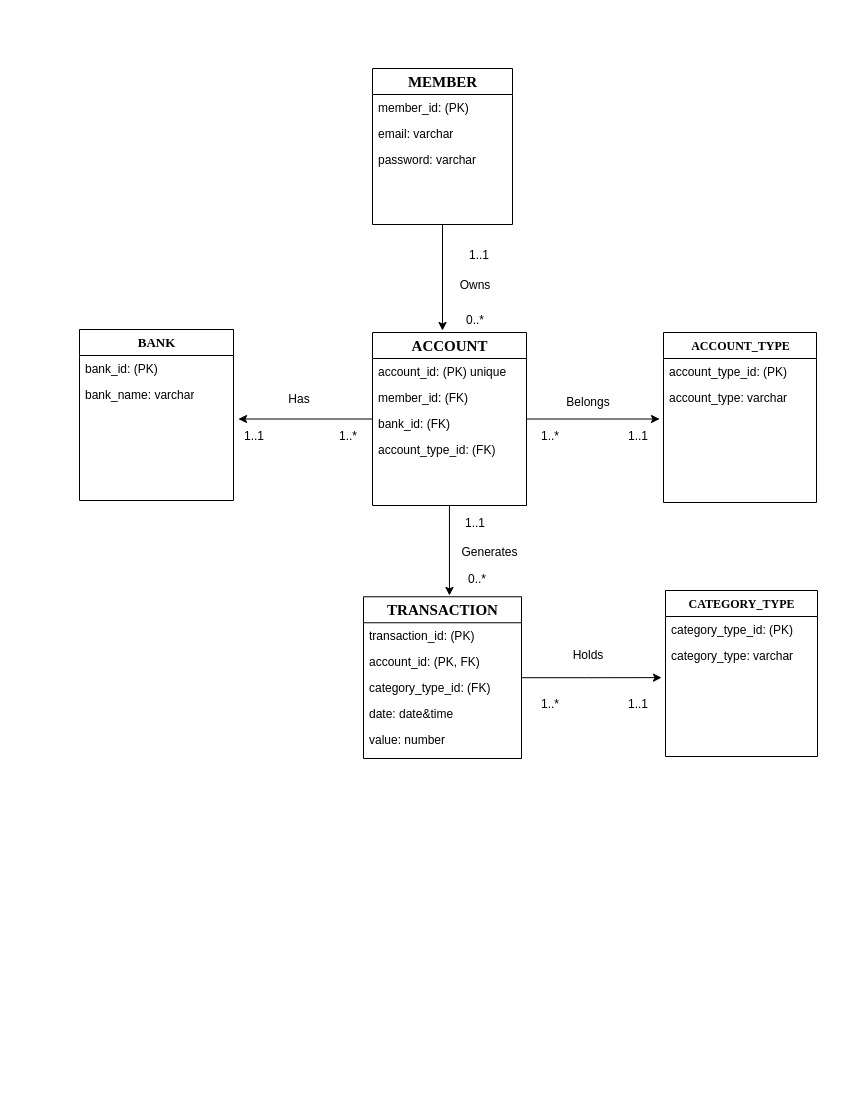 MEMBER
member_id: (PK)
email: varchar
password: varchar
1..1
Owns
0..*
BANK
bank_id: (PK)
bank_name: varchar
Has
1..1
1..*
ACCOUNT
account_id: (PK) unique
member_id: (FK)
bank_id: (FK)
account_type_id: (FK)
Belongs
1..*
1..1
ACCOUNT_TYPE
account_type_id: (PK)
account_type: varchar
1..1
Generates
0..*
TRANSACTION
transaction_id: (PK)
account_id: (PK, FK)
category_type_id: (FK)
date: date&time
value: number
Holds
1..*
1..1
CATEGORY_TYPE
category_type_id: (PK)
category_type: varchar